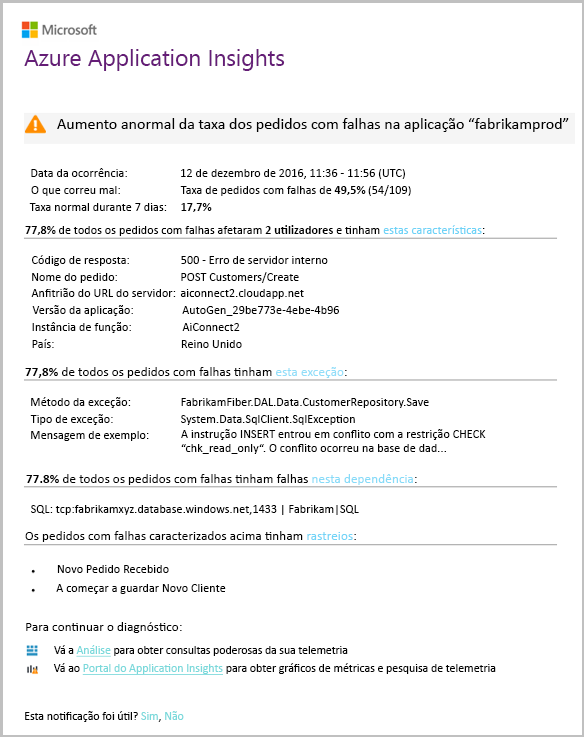 Microsoft
Azure Application Insights
Aumento anormal da taxa dos pedidos com falhas na aplicação “fabrikamprod”
Data da ocorrência: 12 de dezembro de 2016, 11:36 - 11:56 (UTC)
O que correu mal: Taxa de pedidos com falhas de 49,5% (54/109)
Taxa normal durante 7 dias: 17,7%
77,8% de todos os pedidos com falhas afetaram 2 utilizadores e tinham estas características:
Código de resposta: 500 - Erro de servidor interno
Nome do pedido: POST Customers/Create
Anfitrião do URL do servidor: aiconnect2.cloudapp.net
Versão da aplicação: AutoGen_29be773e-4ebe-4b96
Instância de função: AiConnect2
País: Reino Unido
77,8% de todos os pedidos com falhas tinham esta exceção:
Método da exceção: FabrikamFiber.DAL.Data.CustomerRepository.Save
Tipo de exceção: System.Data.SqlClient.SqlException
Mensagem de exemplo: A instrução INSERT entrou em conflito com a restrição CHECK
“chk_read_only“. O conflito ocorreu na base de dad...
77.8% de todos os pedidos com falhas tinham falhas nesta dependência:
SQL: tcp:fabrikamxyz.database.windows.net,1433 | Fabrikam|SQL
Os pedidos com falhas caracterizados acima tinham rastreios:
• Novo Pedido Recebido
• A começar a guardar Novo Cliente
Para continuar o diagnóstico:
Vá a Análise para obter consultas poderosas da sua telemetria
Vá ao Portal do Application Insights para obter gráficos de métricas e pesquisa de telemetria
Esta notificação foi útil? Sim, Não